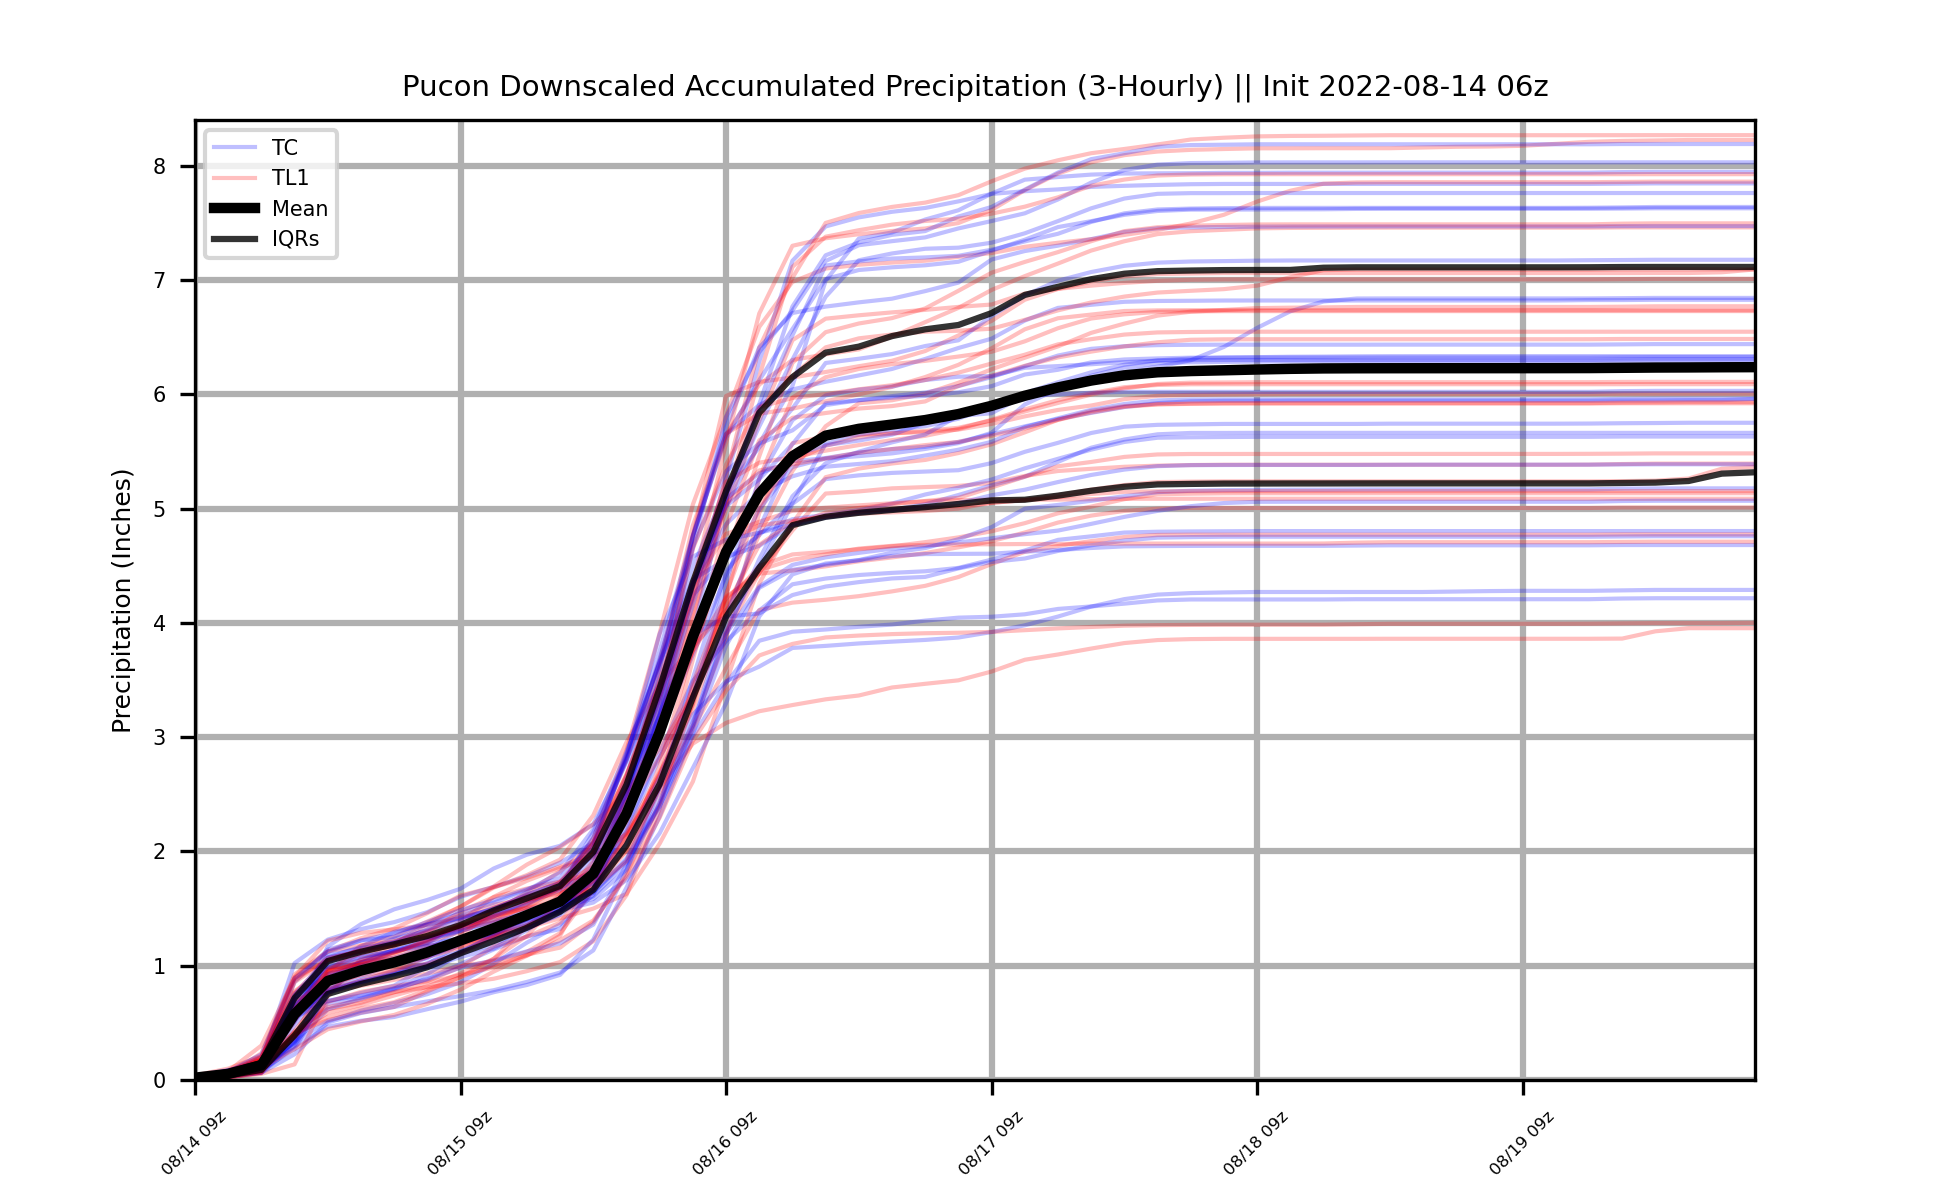 Pucon Downscaled Accumulated Precipitation (3-Hourly) || Init 2022-08-14 06z
TC
TL1
Mean
IQRs
Precipitation (Inches)
8
7
6
5
4
3
2
1
0
08/14 09z
08/15 09z
08/16 09z
08/17 09z
08/18 09z
08/19 09z